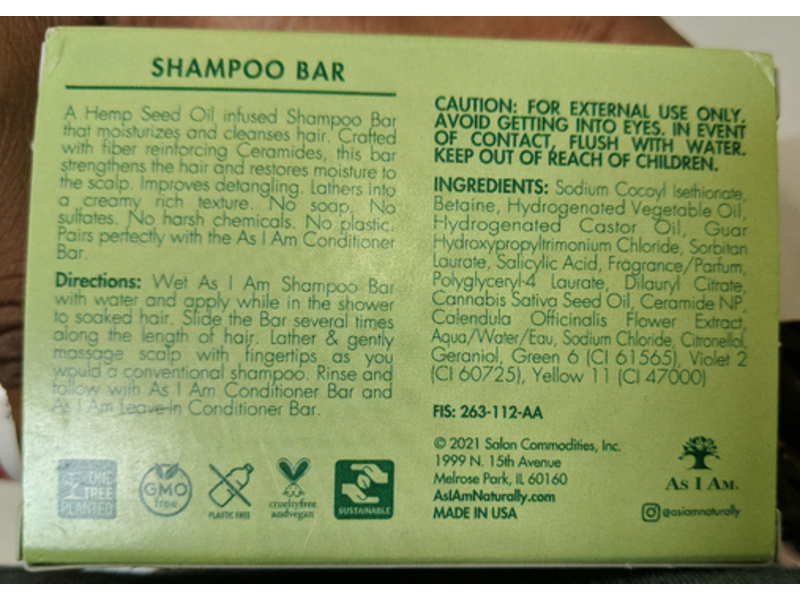 SHAMPOO BAR
A Hemp Seed Oil infused Shampoo Bar
that moisturizes and cleanses hair. Crafted
with fiber reinforcing Ceramides, this bar
strengthens the hair and restores moisture to
the scalp. Improves detangling. Lathers into
a creamy rich texture. No soap. No
sulfates. No harsh chemicals. No plastic.
Pairs perfectly with the As I Am Conditioner
Bar.
Directions: Wet As I Am Shampoo Bar
with water and apply while in the shower
to soaked hair. Slide the Bar several times
along the length of hair. Lather & gently
massage scalp with fingertips as you
would a conventional shampoo. Rinse and
follow with As I Am Conditioner Bar and
As I Am Leave-In Conditioner Bar.
ONE
TREE
PLANTED
GMO
free
PLASTIC FREE
crueltyfree
andvegan
SUSTAINABLE
CAUTION: FOR EXTERNAL USE ONLY.
AVOID GETTING INTO EYES. IN EVENT
OF CONTACT, FLUSH WITH WATER.
KEEP OUT OF REACH OF CHILDREN.
INGREDIENTS: Sodium Cocoyl Isethionate,
Betaine, Hydrogenated Vegetable Oil,
Hydrogenated Castor Oil, Guar
Hydroxypropyltrimonium Chloride, Sorbitan
Laurate, Salicylic Acid, Fragrance/Parfum,
Polyglyceryl-4 Laurate, Dilauryl Citrate,
Cannabis Sativa Seed Oil, Ceramide NP,
Calendula Officinalis Flower Extract,
Aqua/Water/Eau, Sodium Chloride, Citronellol,
Geraniol, Green 6 (CI 61565), Violet 2
(CI 60725), Yellow 11 (CI 47000)
FIS: 263-112-AA
© 2021 Salon Commodities, Inc.
1999 N. 15th Avenue
Melrose Park, IL 60160
AsIAmNaturally.com
MADE IN USA
AS I AM.
@asiamnaturally